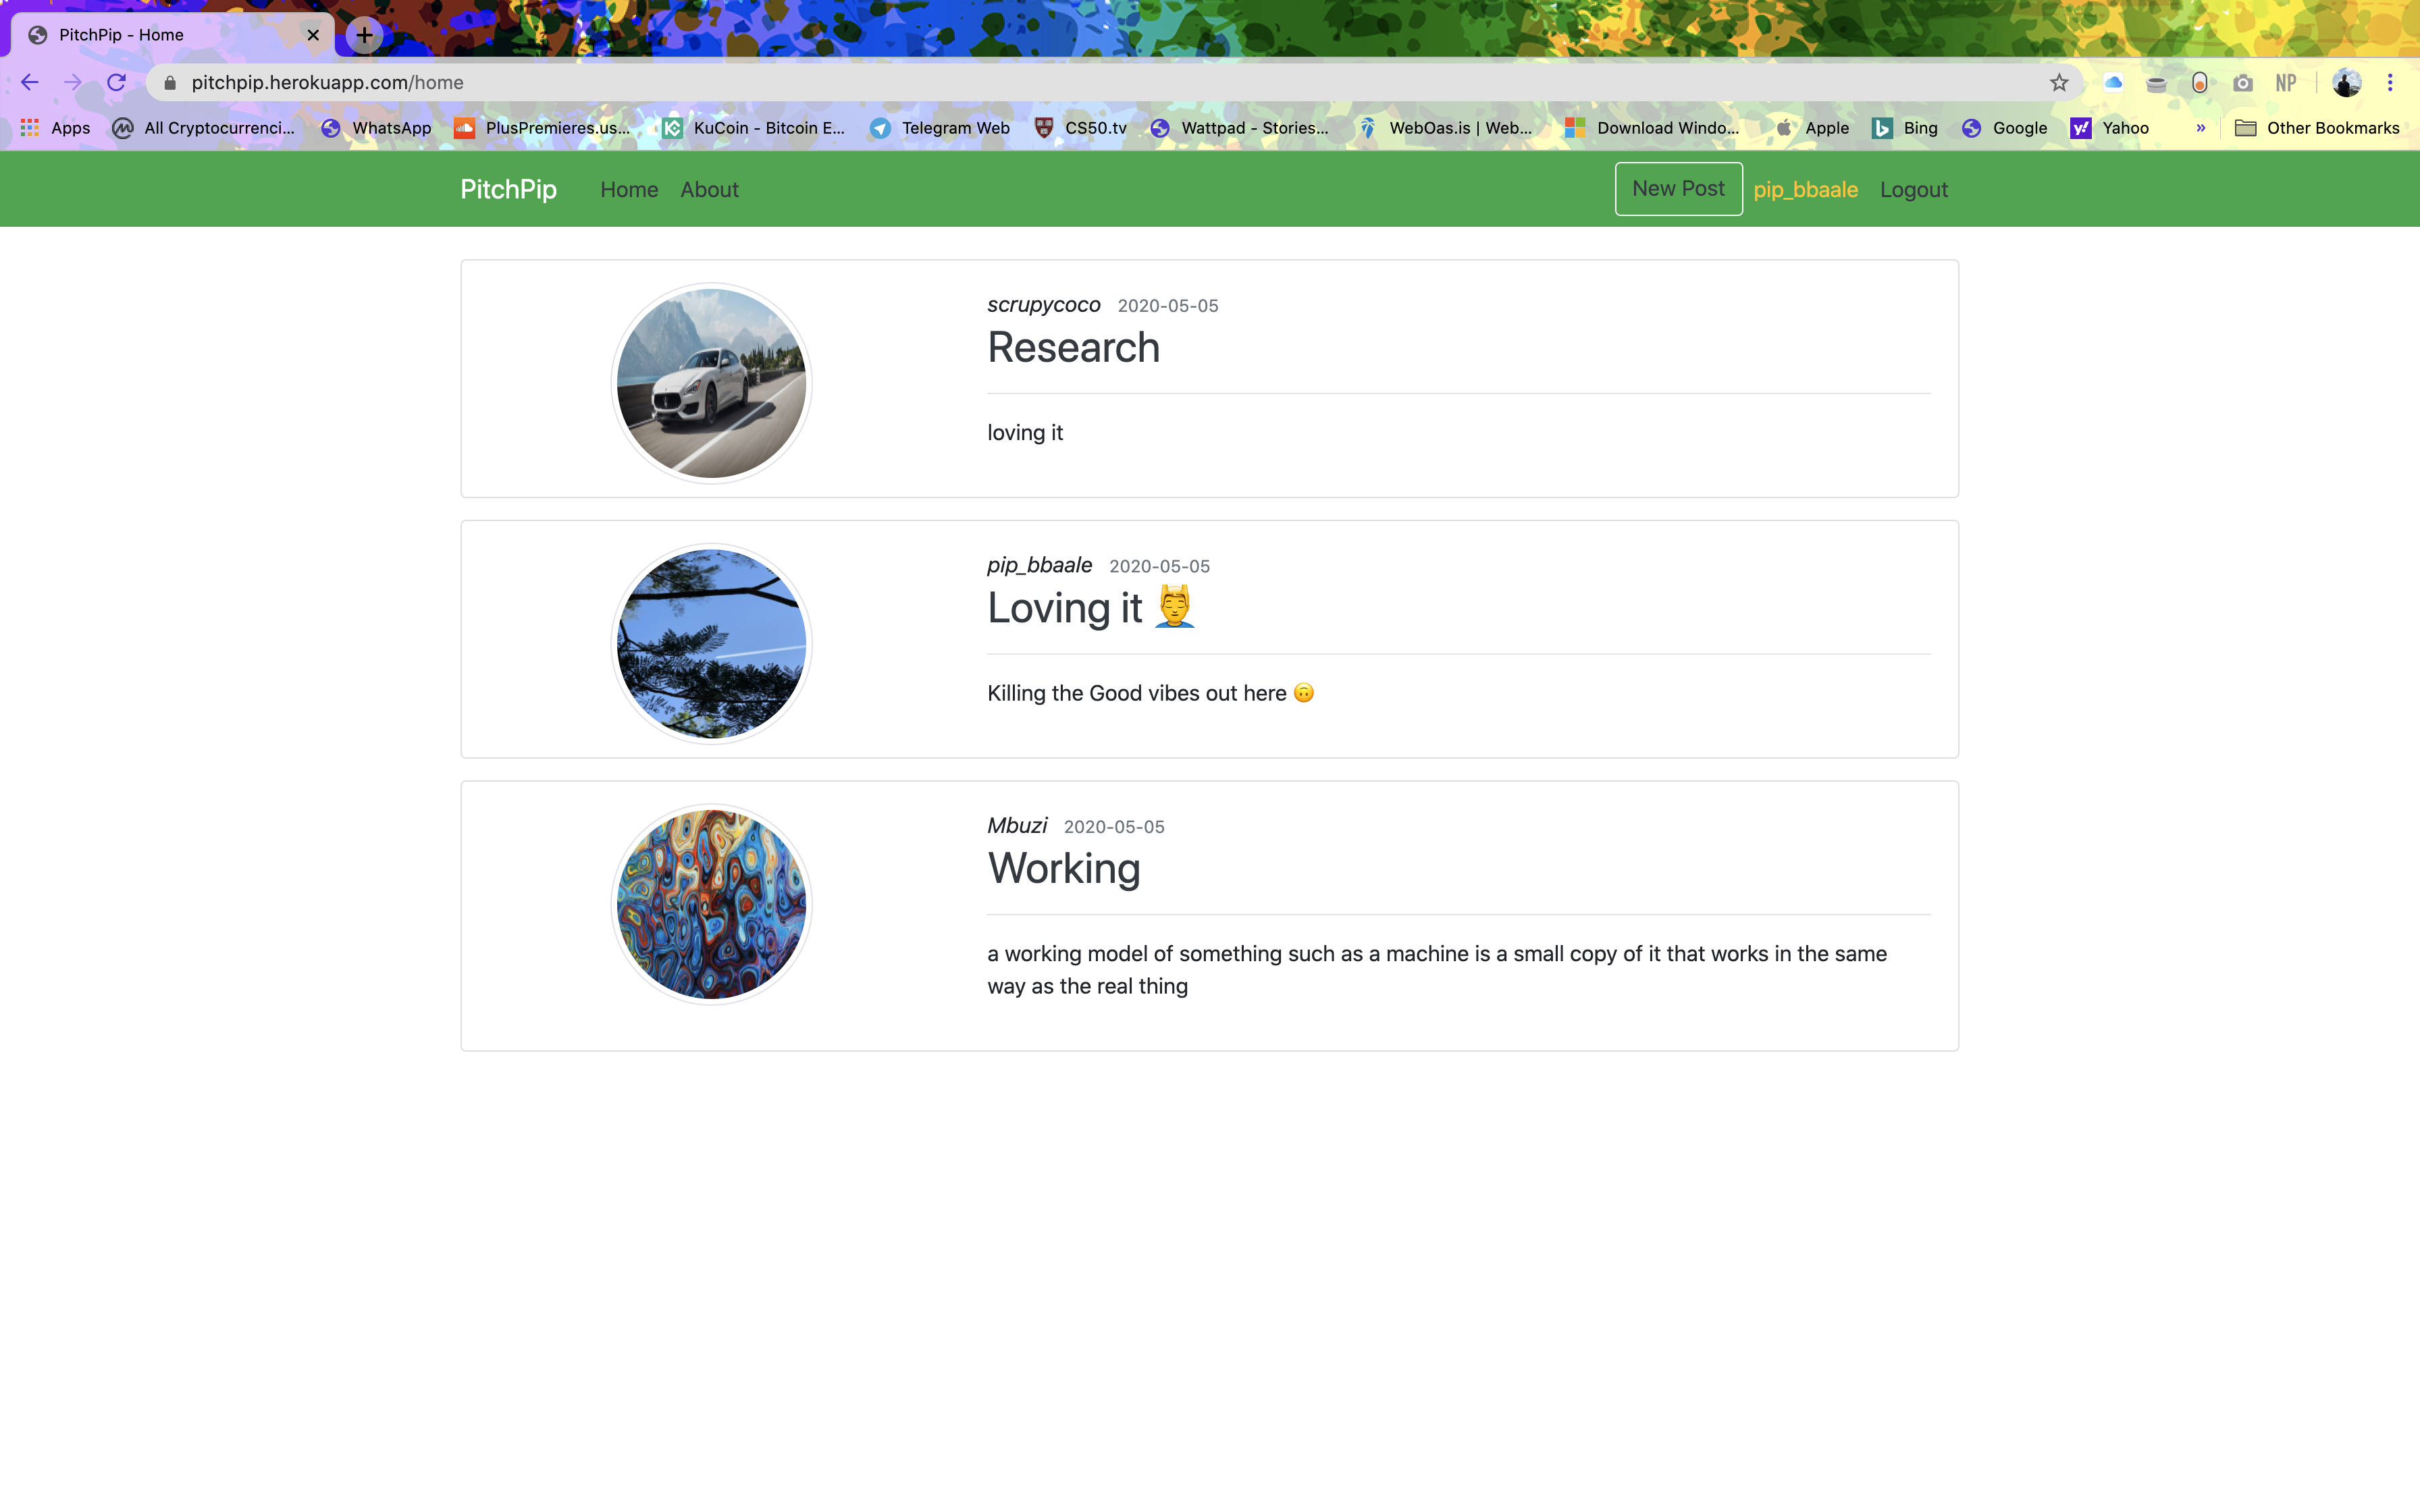 PitchPip - Home
pitchpip.herokuapp.com/home
NP
Apps All Cryptocurrenci... WhatsApp PlusPremieres.us... KuCoin - Bitcoin E... Telegram Web CS50.tv Wattpad - Stories... WebOas.is | Web... Download Windo... Apple Bing Google Yahoo » Other Bookmarks
PitchPip Home About New Post pip_bbaale Logout
scrupycoco 2020-05-05
Research
loving it
pip_bbaale 2020-05-05
Loving it 💆‍♂️
Killing the Good vibes out here 🙃
Mbuzi 2020-05-05
Working
a working model of something such as a machine is a small copy of it that works in the same
way as the real thing